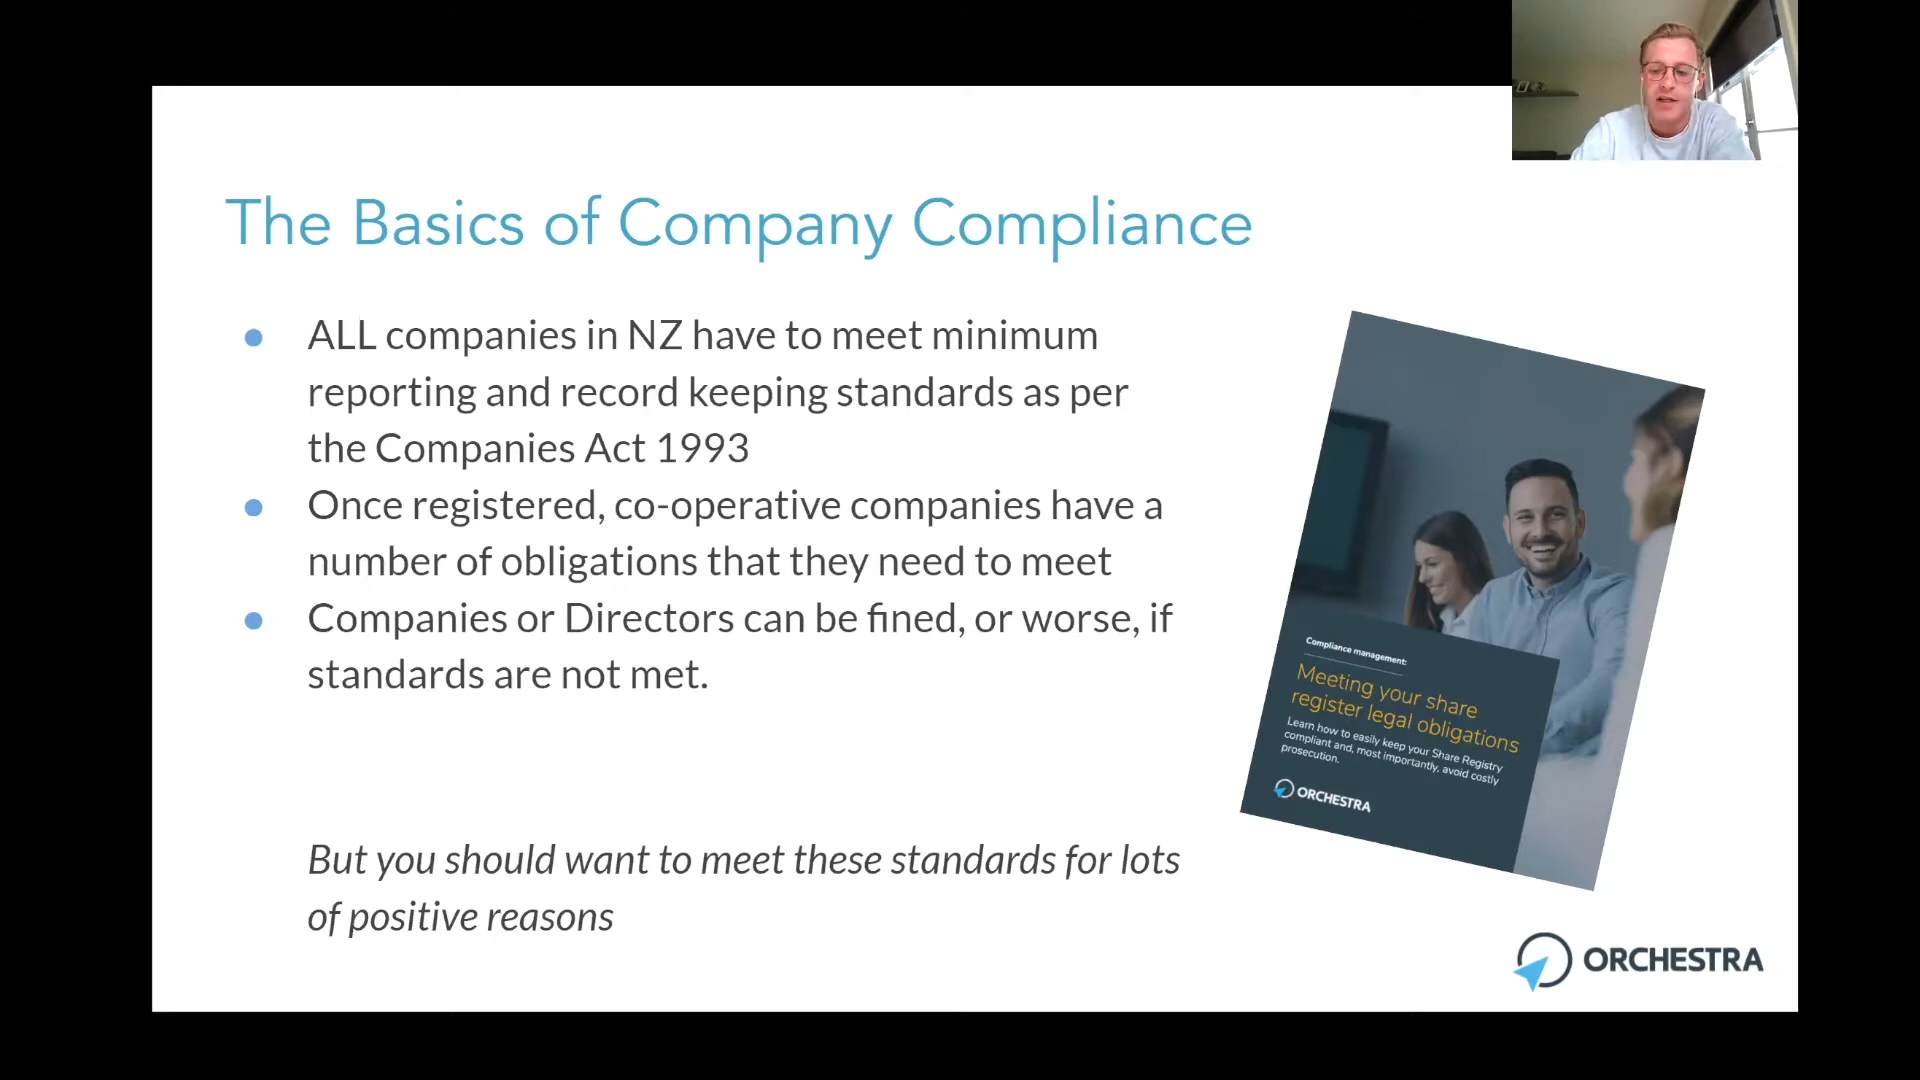 The Basics of Company Compliance
ALL companies in NZ have to meet minimum
reporting and record keeping standards as per
the Companies Act 1993
Once registered, co-operative companies have a
number of obligations that they need to meet
Companies or Directors can be fined, or worse, if
standards are not met.
But you should want to meet these standards for lots
of positive reasons
Compliance management:
Meeting your share
register legal obligations
Learn how to easily keep your Share Registry
compliant and, most importantly, avoid costly
prosecution.
ORCHESTRA
ORCHESTRA